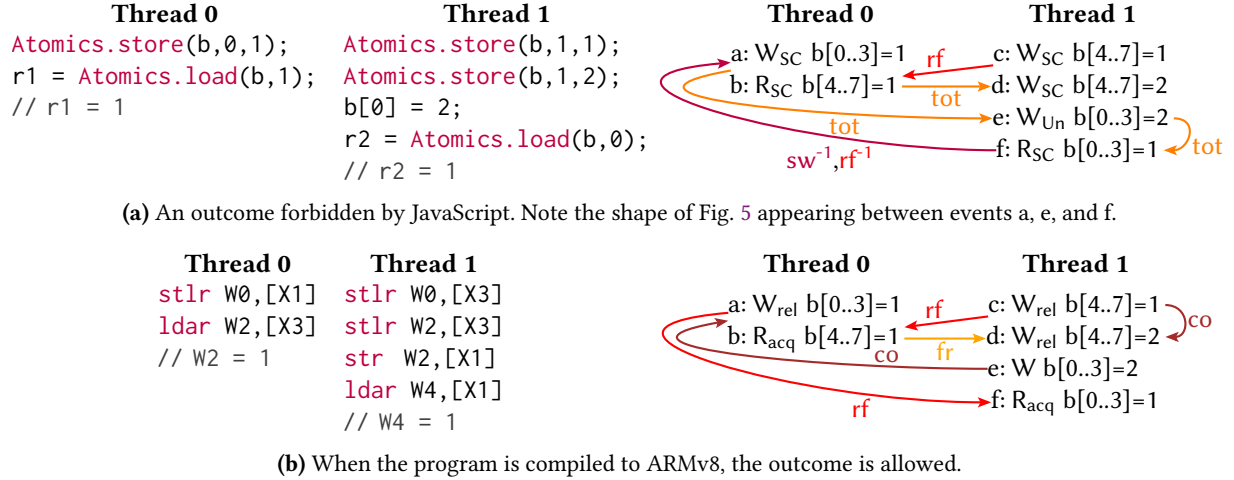 Thread 0
Atomics.store(b,0,1);
r1 = Atomics.load(b,1);
// r1 = 1
Thread 1
Atomics.store(b,1,1);
Atomics.store(b,1,2);
b[0] = 2;
r2 = Atomics.load(b,0);
// r2 = 1
Thread 0
Thread 1
a: W_SC b[0..3]=1
b: R_SC b[4..7]=1
c: W_SC b[4..7]=1
d: W_SC b[4..7]=2
e: W_Un b[0..3]=2
f: R_SC b[0..3]=1
rf
tot
tot
tot
sw⁻¹,rf⁻¹
(a) An outcome forbidden by JavaScript. Note the shape of Fig. 5 appearing between events a, e, and f.
Thread 0
stlr W0,[X1]
ldar W2,[X3]
// W2 = 1
Thread 1
stlr W0,[X3]
stlr W2,[X3]
str W2,[X1]
ldar W4,[X1]
// W4 = 1
Thread 0
Thread 1
a: W_rel b[0..3]=1
b: R_acq b[4..7]=1
c: W_rel b[4..7]=1
d: W_rel b[4..7]=2
e: W b[0..3]=2
f: R_acq b[0..3]=1
rf
co
fr
co
rf
(b) When the program is compiled to ARMv8, the outcome is allowed.